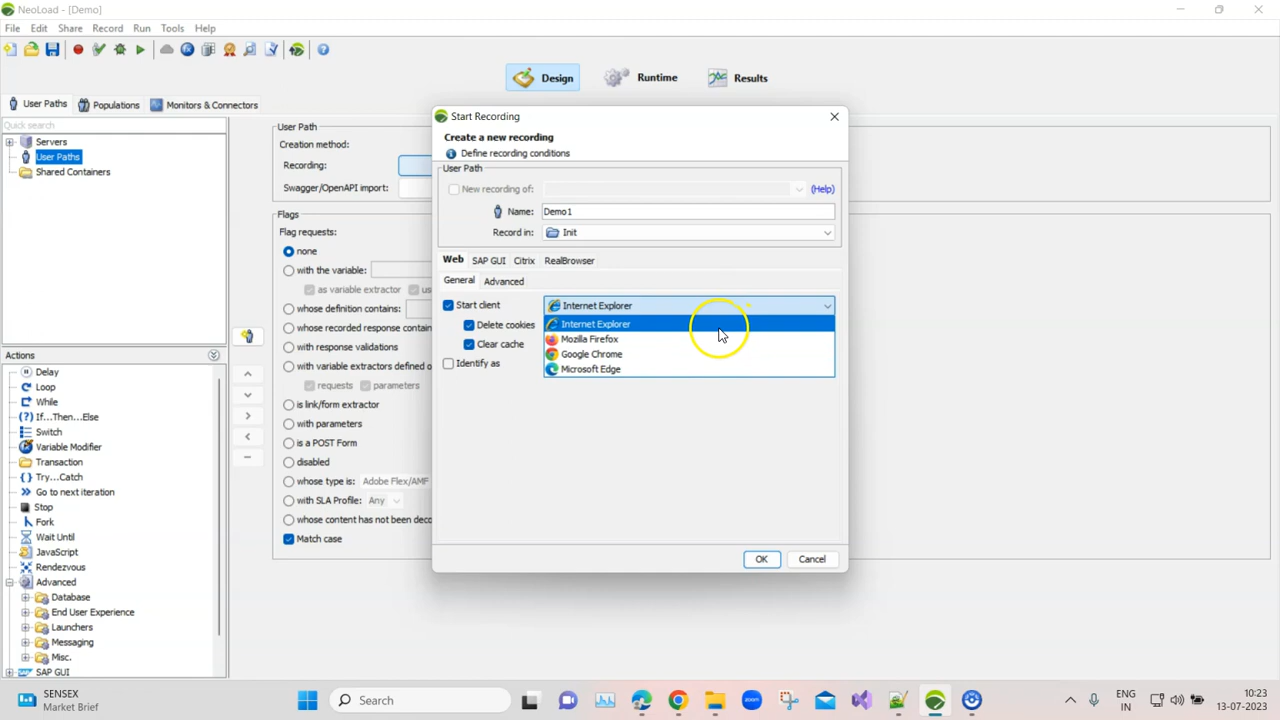 NeoLoad - [Demo]
File Edit Share Record Run Tools Help
Design Runtime Results
User Paths Populations Monitors & Connectors
Quick search
Servers
User Paths
Shared Containers
Actions
Delay
Loop
While
If...Then...Else
Switch
Variable Modifier
Transaction
Try...Catch
Go to next iteration
Stop
Fork
Wait Until
JavaScript
Rendezvous
Advanced
Database
End User Experience
Launchers
Messaging
Misc.
SAP GUI
User Path
Creation method:
Recording:
Swagger/OpenAPI import:
Flags
Flag requests:
none
with the variable:
as variable extractor
whose definition contains:
whose recorded response contain
with response validations
with variable extractors defined o
requests parameters
is link/form extractor
with parameters
is a POST Form
disabled
whose type is: Adobe Flex/AMF
with SLA Profile: Any
whose content has not been deco
Match case
Start Recording
Create a new recording
Define recording conditions
User Path
New recording of: (Help)
Name: Demo1
Record in: Init
Web SAP GUI Citrix RealBrowser
General Advanced
Start client Internet Explorer
Delete cookies Internet Explorer
Mozilla Firefox
Clear cache Google Chrome
Identify as Microsoft Edge
OK Cancel
SENSEX
Market Brief
Search
zoom
ENG
IN
10:23
13-07-2023